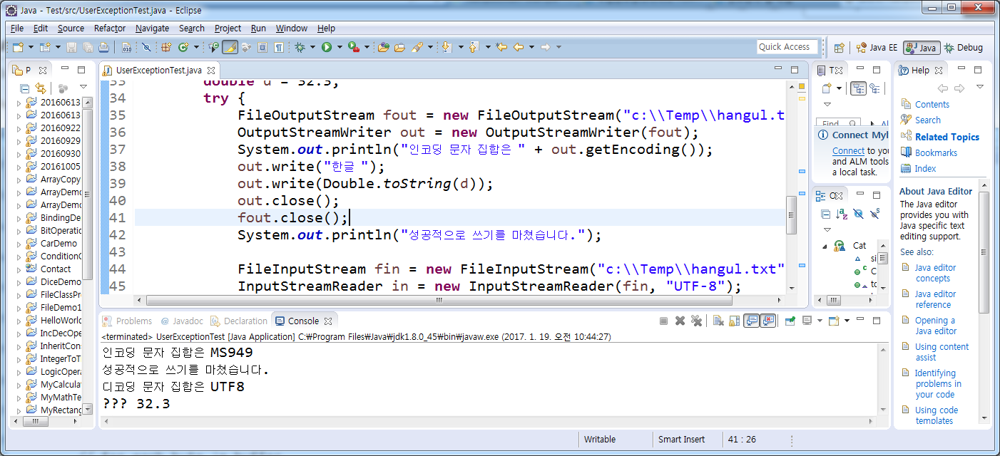 Java - Test/src/UserExceptionTest.java - Eclipse
File Edit Source Refactor Navigate Search Project Run Window Help
Quick Access
Java EE
Java
Debug
P
20160613
20160613
20160922
20160929
20160930
20161005
ArrayCopy
ArrayDemo
ArrayDemo
BindingDe
BitOperatic
CarDemo
Condition
Contact
DiceDemo
FileClassPr
FileDemo1
HelloWorld
IncDecOpe
InheritCon
IntegerToT
LogicOpera
MyCalculat
MyMathTe
MyRectang
UserExceptionTest.java
33 double d = 32.3;
34 try {
35 FileOutputStream fout = new FileOutputStream("c:\\Temp\\hangul.t
36 OutputStreamWriter out = new OutputStreamWriter(fout);
37 System.out.println("인코딩 문자 집합은 " + out.getEncoding());
38 out.write("한글 ");
39 out.write(Double.toString(d));
40 out.close();
41 fout.close();
42 System.out.println("성공적으로 쓰기를 마쳤습니다.");
43
44 FileInputStream fin = new FileInputStream("c:\\Temp\\hangul.txt"
45 InputStreamReader in = new InputStreamReader(fin, "UTF-8");
T
Find
Al
Connect Myl
Connect to you
and ALM tools
a local task.
O
Cat
si
C
to
Help
Contents
Search
Related Topics
Bookmarks
Index
About Java Editor
The Java editor
provides you with
Java specific text
editing support.
See also:
Java editor
concepts
Java editor
reference
Opening a
Java editor
Using content
assist
Identifying
problems in
your code
Using code
templates
Problems @ Javadoc Declaration Console
<terminated> UserExceptionTest [Java Application] C:₩Program Files₩Java₩jdk1.8.0_45₩bin₩javaw.exe (2017. 1. 19. 오전 10:44:27)
인코딩 문자 집합은 MS949
성공적으로 쓰기를 마쳤습니다.
디코딩 문자 집합은 UTF8
??? 32.3
Writable
Smart Insert
41 : 26